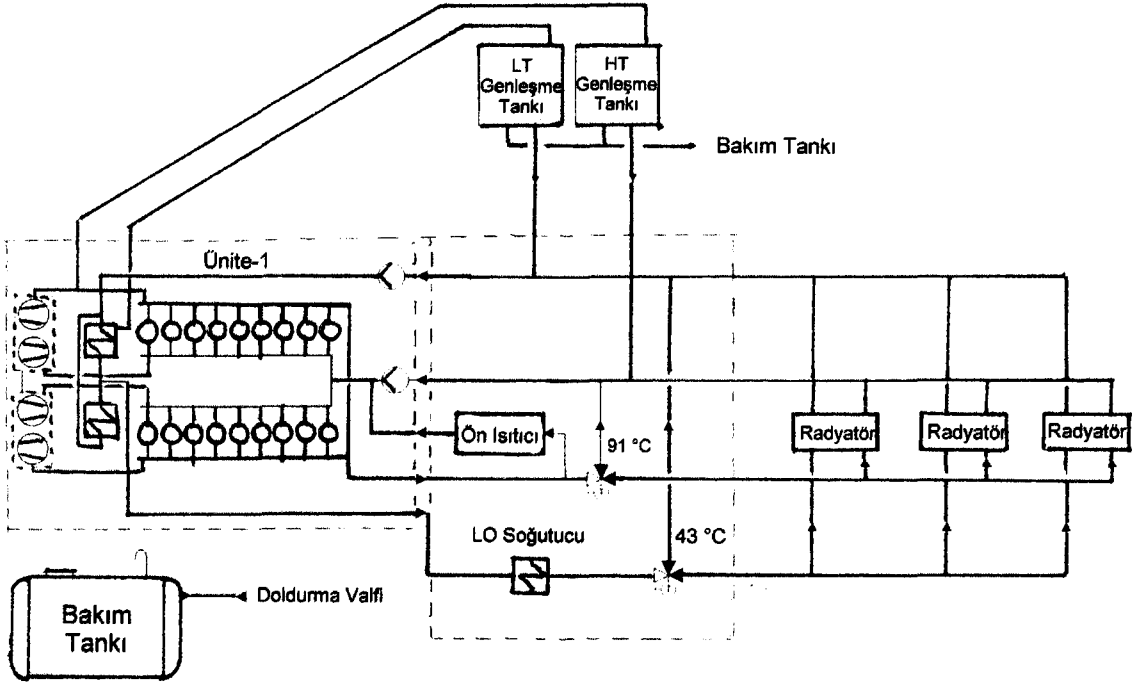 LT
Genleşme
Tankı
HT
Genleşme
Tankı
Bakım Tankı
Ünite-1
Ön Isıtıcı
91 °C
Radyatör
Radyatör
Radyatör
LO Soğutucu
43 °C
Doldurma Valfi
Bakım
Tankı